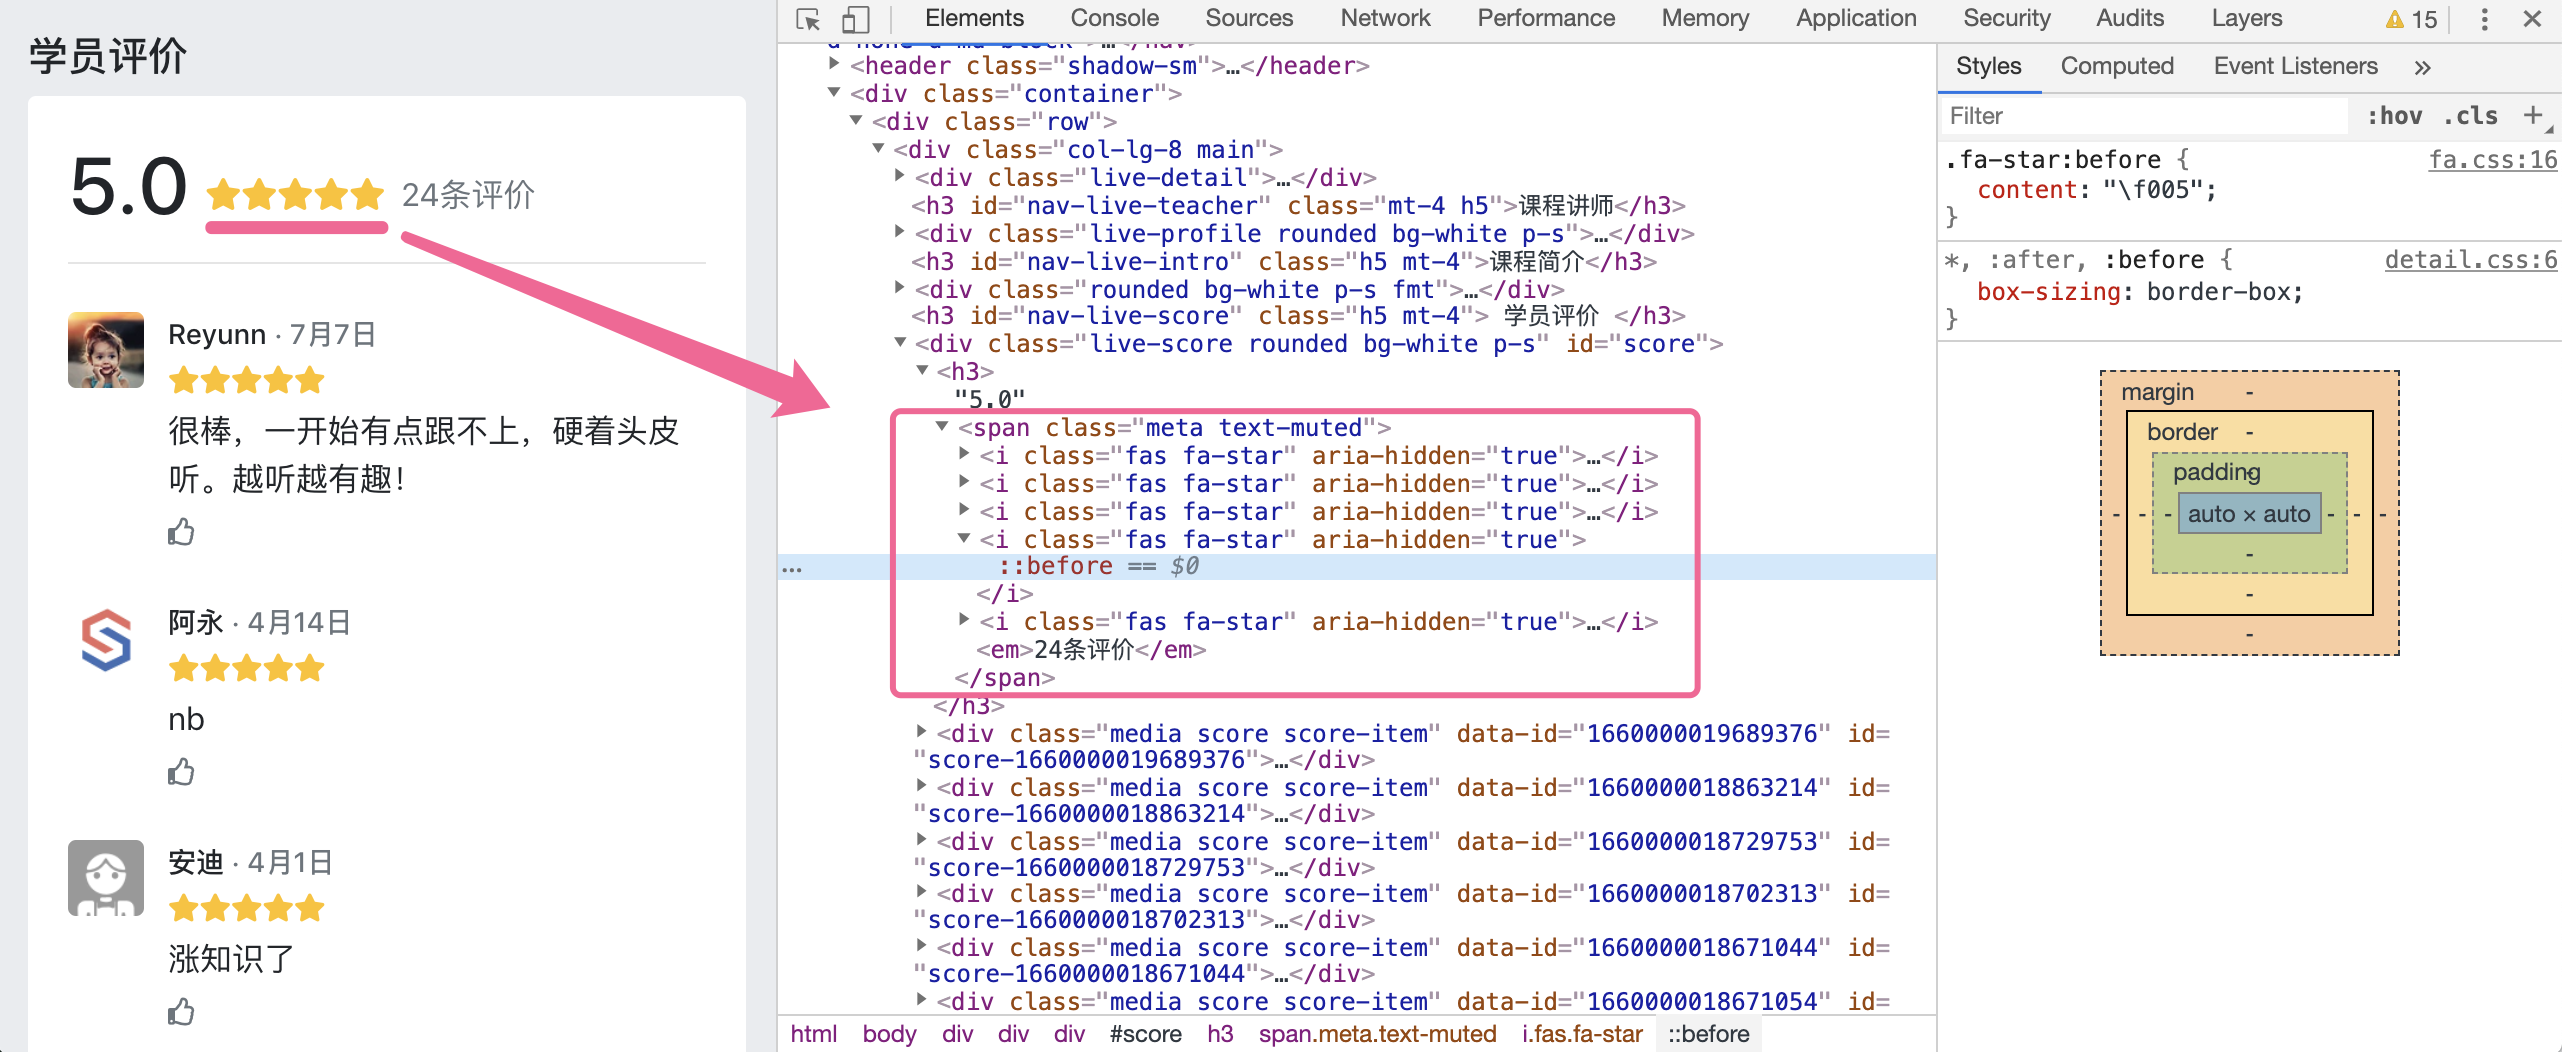 学员评价
5.0 24条评价
Reyunn · 7月7日
很棒，一开始有点跟不上，硬着头皮
听。越听越有趣！
阿永 · 4月14日
nb
安迪 · 4月1日
涨知识了
Elements Console Sources Network Performance Memory Application Security Audits Layers 15
d-none d-md-block">…</nav>
<header class="shadow-sm">…</header>
<div class="container">
<div class="row">
<div class="col-lg-8 main">
<div class="live-detail">…</div>
<h3 id="nav-live-teacher" class="mt-4 h5">课程讲师</h3>
<div class="live-profile rounded bg-white p-s">…</div>
<h3 id="nav-live-intro" class="h5 mt-4">课程简介</h3>
<div class="rounded bg-white p-s fmt">…</div>
<h3 id="nav-live-score" class="h5 mt-4"> 学员评价 </h3>
<div class="live-score rounded bg-white p-s" id="score">
<h3>
"5.0"
<span class="meta text-muted">
<i class="fas fa-star" aria-hidden="true">…</i>
<i class="fas fa-star" aria-hidden="true">…</i>
<i class="fas fa-star" aria-hidden="true">…</i>
<i class="fas fa-star" aria-hidden="true">
… ::before == $0
</i>
<i class="fas fa-star" aria-hidden="true">…</i>
<em>24条评价</em>
</span>
</h3>
<div class="media score score-item" data-id="1660000019689376" id=
"score-1660000019689376">…</div>
<div class="media score score-item" data-id="1660000018863214" id=
"score-1660000018863214">…</div>
<div class="media score score-item" data-id="1660000018729753" id=
"score-1660000018729753">…</div>
<div class="media score score-item" data-id="1660000018702313" id=
"score-1660000018702313">…</div>
<div class="media score score-item" data-id="1660000018671044" id=
"score-1660000018671044">…</div>
<div class="media score score-item" data-id="1660000018671054" id=
html body div div div #score h3 span.meta.text-muted i.fas.fa-star ::before
Styles Computed Event Listeners »
Filter :hov .cls +
.fa-star:before { fa.css:16
content: "\f005";
}
*, :after, :before { detail.css:6
box-sizing: border-box;
}
margin -
border -
padding -
- - - auto × auto - - -
-
-
-